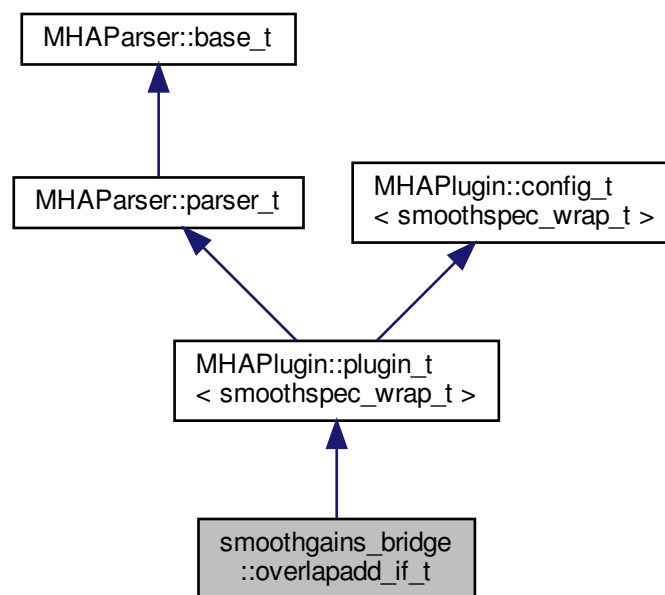 MHAParser::base_t
MHAParser::parser_t
MHAPlugin::config_t
< smoothspec_wrap_t >
MHAPlugin::plugin_t
< smoothspec_wrap_t >
smoothgains_bridge
::overlapadd_if_t